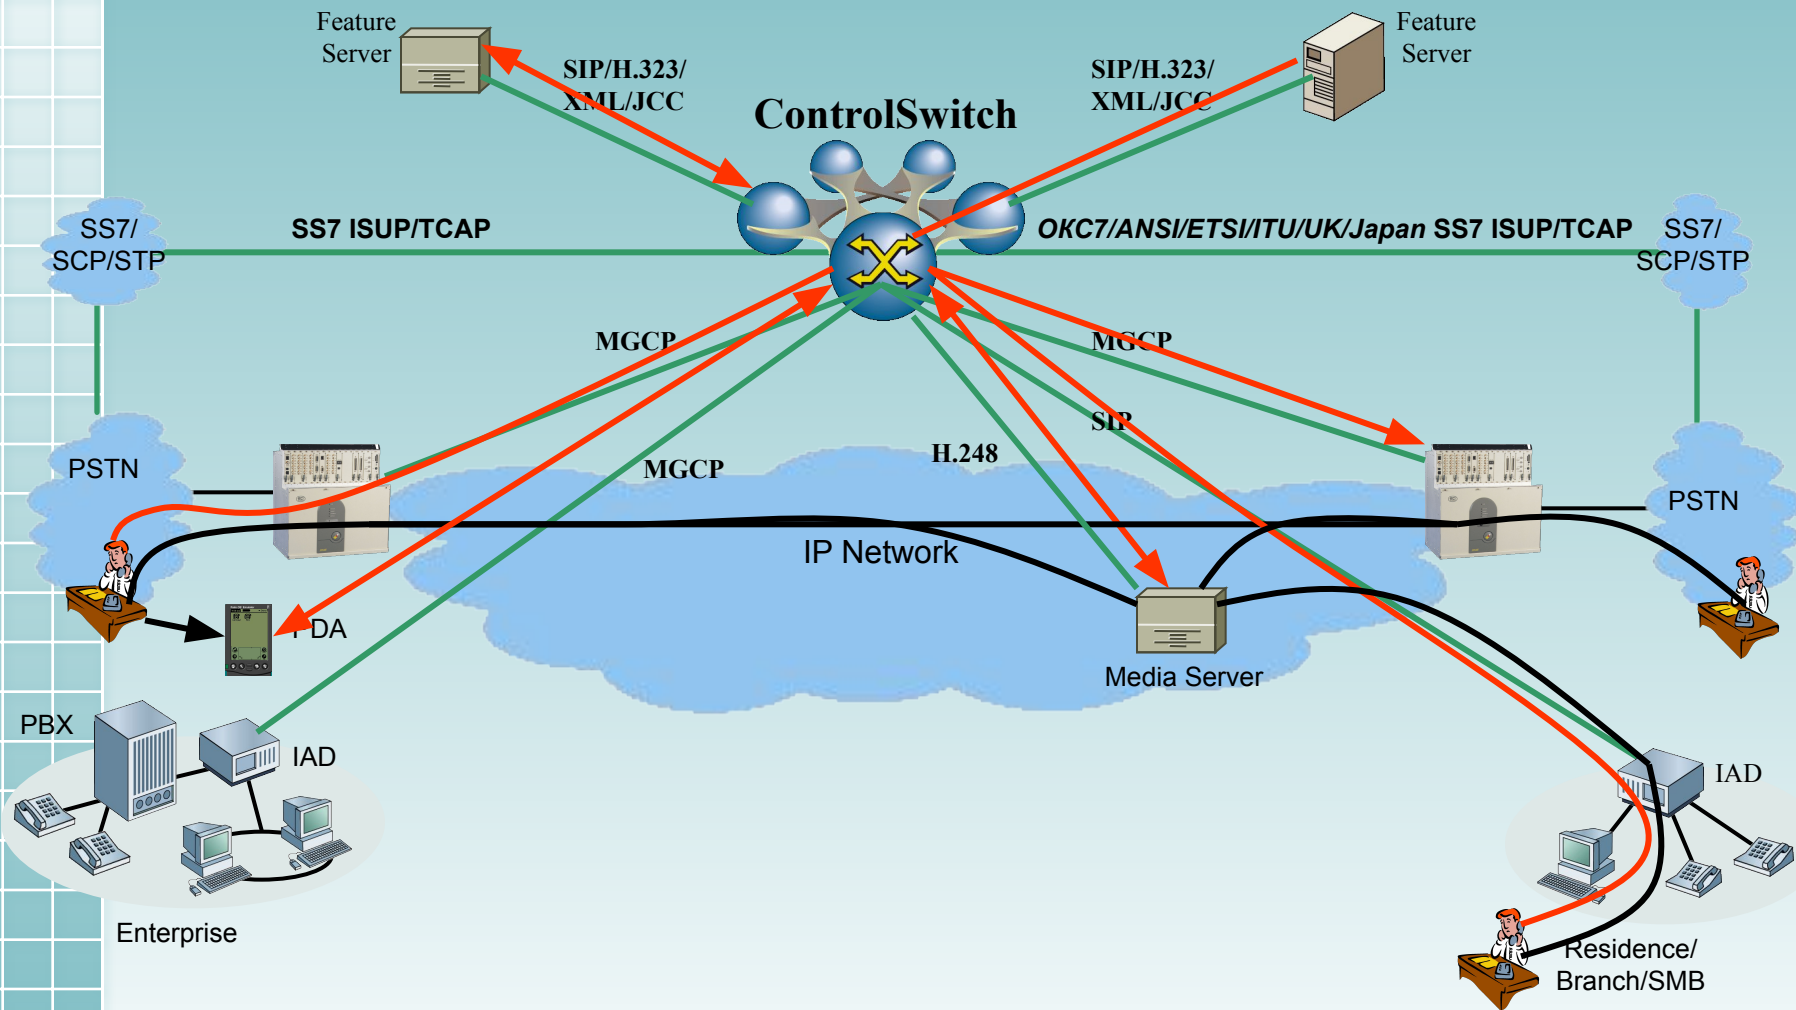 Feature
Server
SIP/H.323/
XML/JCC
ControlSwitch
SIP/H.323/
XML/JCC
Feature
Server
SS7/
SCP/STP
SS7 ISUP/TCAP
ОКС7/ANSI/ETSI/ITU/UK/Japan SS7 ISUP/TCAP
SS7/
SCP/STP
MGCP
MGCP
SIP
H.248
MGCP
PSTN
PSTN
IP Network
PDA
Media Server
PBX
IAD
IAD
Enterprise
Residence/
Branch/SMB